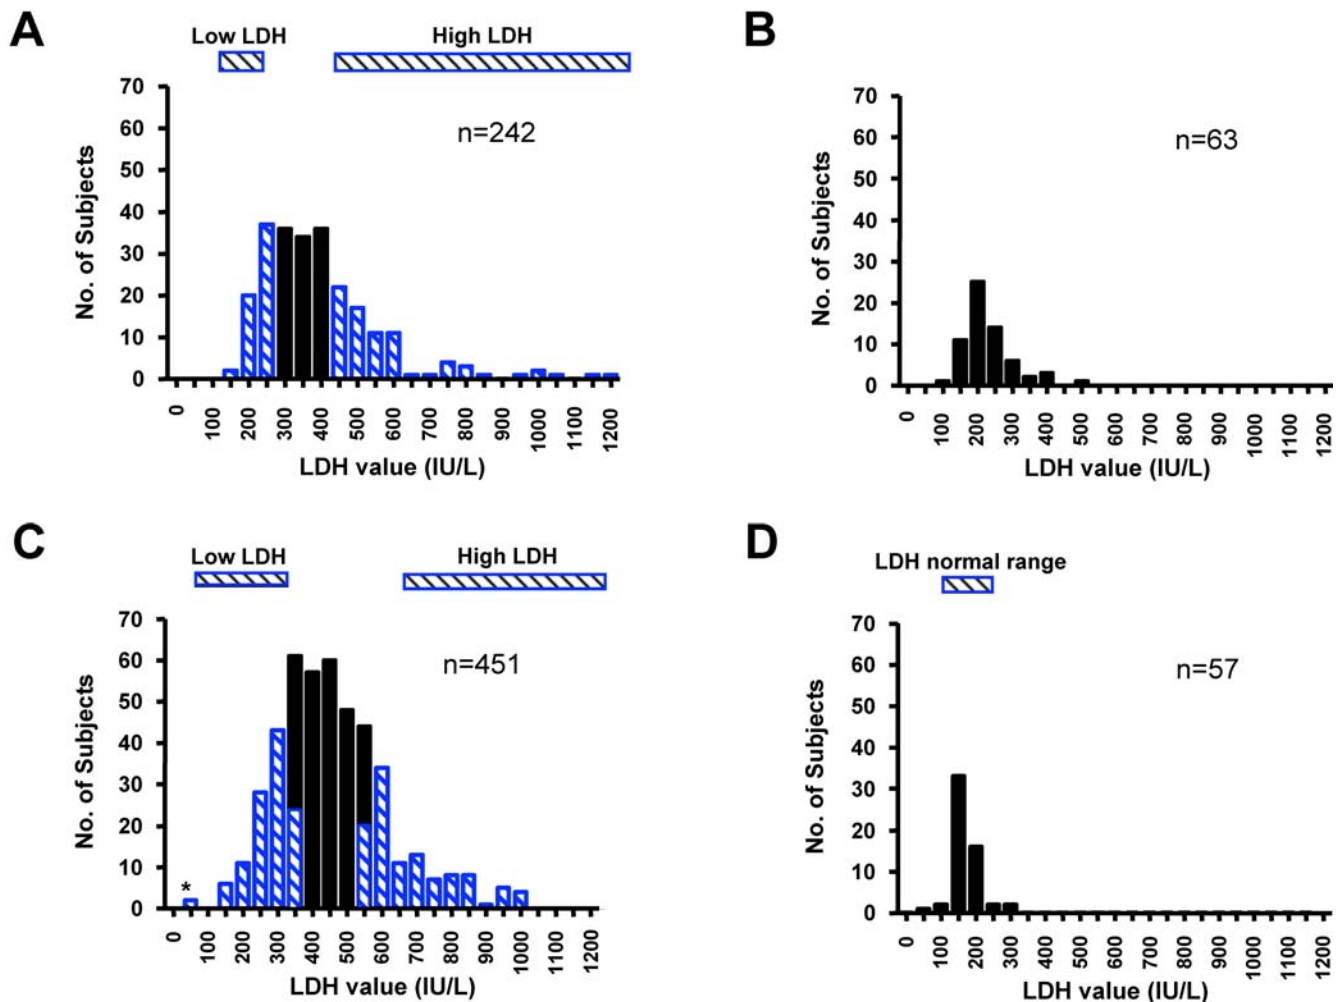 A
Low LDH High LDH
n=242
No. of Subjects
70
60
50
40
30
20
10
0
0 100 200 300 400 500 600 700 800 900 1000 1100 1200
LDH value (IU/L)
B
n=63
No. of Subjects
70
60
50
40
30
20
10
0
0 100 200 300 400 500 600 700 800 900 1000 1100 1200
LDH value (IU/L)
C
Low LDH High LDH
n=451
No. of Subjects
70
60
50
40
30
20
10
0
*
0 100 200 300 400 500 600 700 800 900 1000 1100 1200
LDH value (IU/L)
D
LDH normal range
n=57
No. of Subjects
70
60
50
40
30
20
10
0
0 100 200 300 400 500 600 700 800 900 1000 1100 1200
LDH value (IU/L)